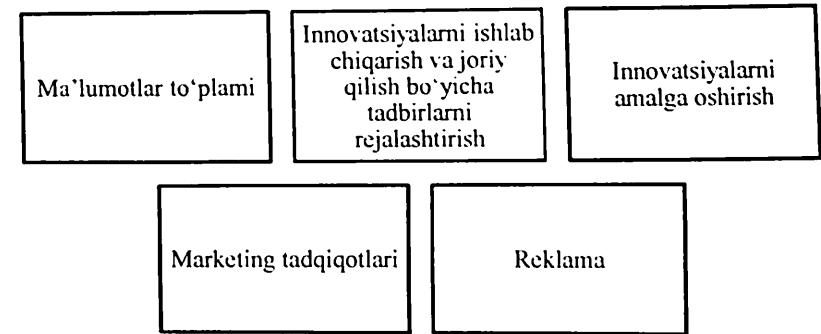 Ma’lumotlar to‘plami
Innovatsiyalarni ishlab
chiqarish va joriy
qilish bo‘yicha
tadbirlarni
rejalashtirish
Innovatsiyalarni
amalga oshirish
Marketing tadqiqotlari
Reklama